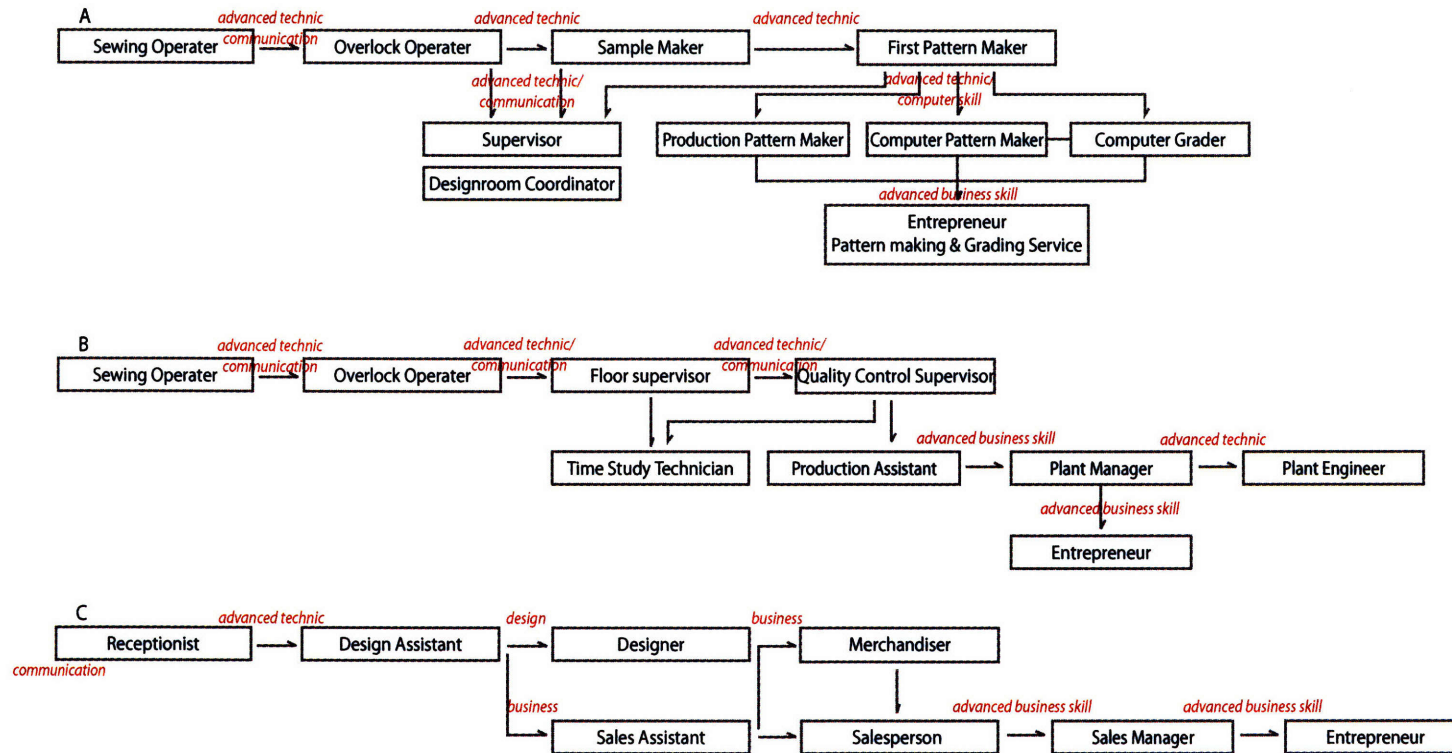 A
advanced technic
communication
advanced technic
advanced technic
Sewing Operater
Overlock Operater
Sample Maker
First Pattern Maker
advanced technic/
communication
advanced technic/
computer skill
Supervisor
Production Pattern Maker
Computer Pattern Maker
Computer Grader
Designroom Coordinator
advanced business skill
Entrepreneur
Pattern making & Grading Service
B
advanced technic
communication
advanced technic/
communication
advanced technic/
communication
Sewing Operater
Overlock Operater
Floor supervisor
Quality Control Supervisor
advanced business skill
advanced technic
Time Study Technician
Production Assistant
Plant Manager
Plant Engineer
advanced business skill
Entrepreneur
C
advanced technic
design
business
Receptionist
Design Assistant
Designer
Merchandiser
communication
business
advanced business skill
advanced business skill
Sales Assistant
Salesperson
Sales Manager
Entrepreneur